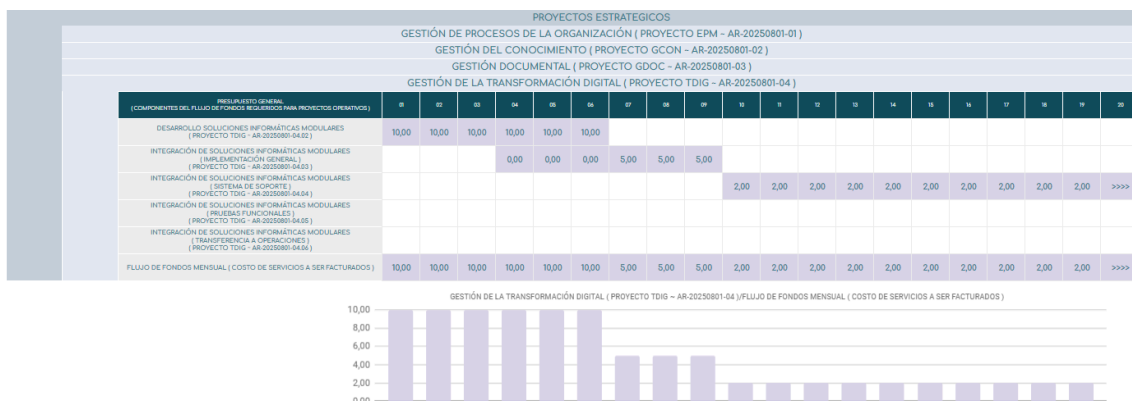 PROYECTOS ESTRATEGICOS
GESTIÓN DE PROCESOS DE LA ORGANIZACIÓN ( PROYECTO EPM – AR-20250801-01 )
GESTIÓN DEL CONOCIMIENTO ( PROYECTO GCON – AR-20250801-02 )
GESTIÓN DOCUMENTAL ( PROYECTO GDOC – AR-20250801-03 )
GESTIÓN DE LA TRANSFORMACIÓN DIGITAL ( PROYECTO TDIG – AR-20250801-04 )
PRESUPUESTO GENERAL
( COMPONENTES DEL FLUJO DE FONDOS REQUERIDOS PARA PROYECTOS OPERATIVOS ) 01 02 03 04 05 06 07 08 09 10 11 12 13 14 15 16 17 18 19 20
DESARROLLO SOLUCIONES INFORMÁTICAS MODULARES
( PROYECTO TDIG - AR-20250801-04.02 ) 10,00 10,00 10,00 10,00 10,00 10,00
INTEGRACIÓN DE SOLUCIONES INFORMÁTICAS MODULARES
( IMPLEMENTACIÓN GENERAL )
( PROYECTO TDIG - AR-20250801-04.03 ) 0,00 0,00 0,00 5,00 5,00 5,00
INTEGRACIÓN DE SOLUCIONES INFORMÁTICAS MODULARES
( SISTEMA DE SOPORTE )
( PROYECTO TDIG - AR-20250801-04.04 ) 2,00 2,00 2,00 2,00 2,00 2,00 2,00 2,00 2,00 2,00 >>>>
INTEGRACIÓN DE SOLUCIONES INFORMÁTICAS MODULARES
( PRUEBAS FUNCIONALES )
( PROYECTO TDIG - AR-20250801-04.05 )
INTEGRACIÓN DE SOLUCIONES INFORMÁTICAS MODULARES
( TRANSFERENCIA A OPERACIONES )
( PROYECTO TDIG - AR-20250801-04.06 )
FLUJO DE FONDOS MENSUAL ( COSTO DE SERVICIOS A SER FACTURADOS ) 10,00 10,00 10,00 10,00 10,00 10,00 5,00 5,00 5,00 2,00 2,00 2,00 2,00 2,00 2,00 2,00 2,00 2,00 2,00 >>>>
GESTIÓN DE LA TRANSFORMACIÓN DIGITAL ( PROYECTO TDIG – AR-20250801-04 )/FLUJO DE FONDOS MENSUAL ( COSTO DE SERVICIOS A SER FACTURADOS )
10,00
8,00
6,00
4,00
2,00
0,00